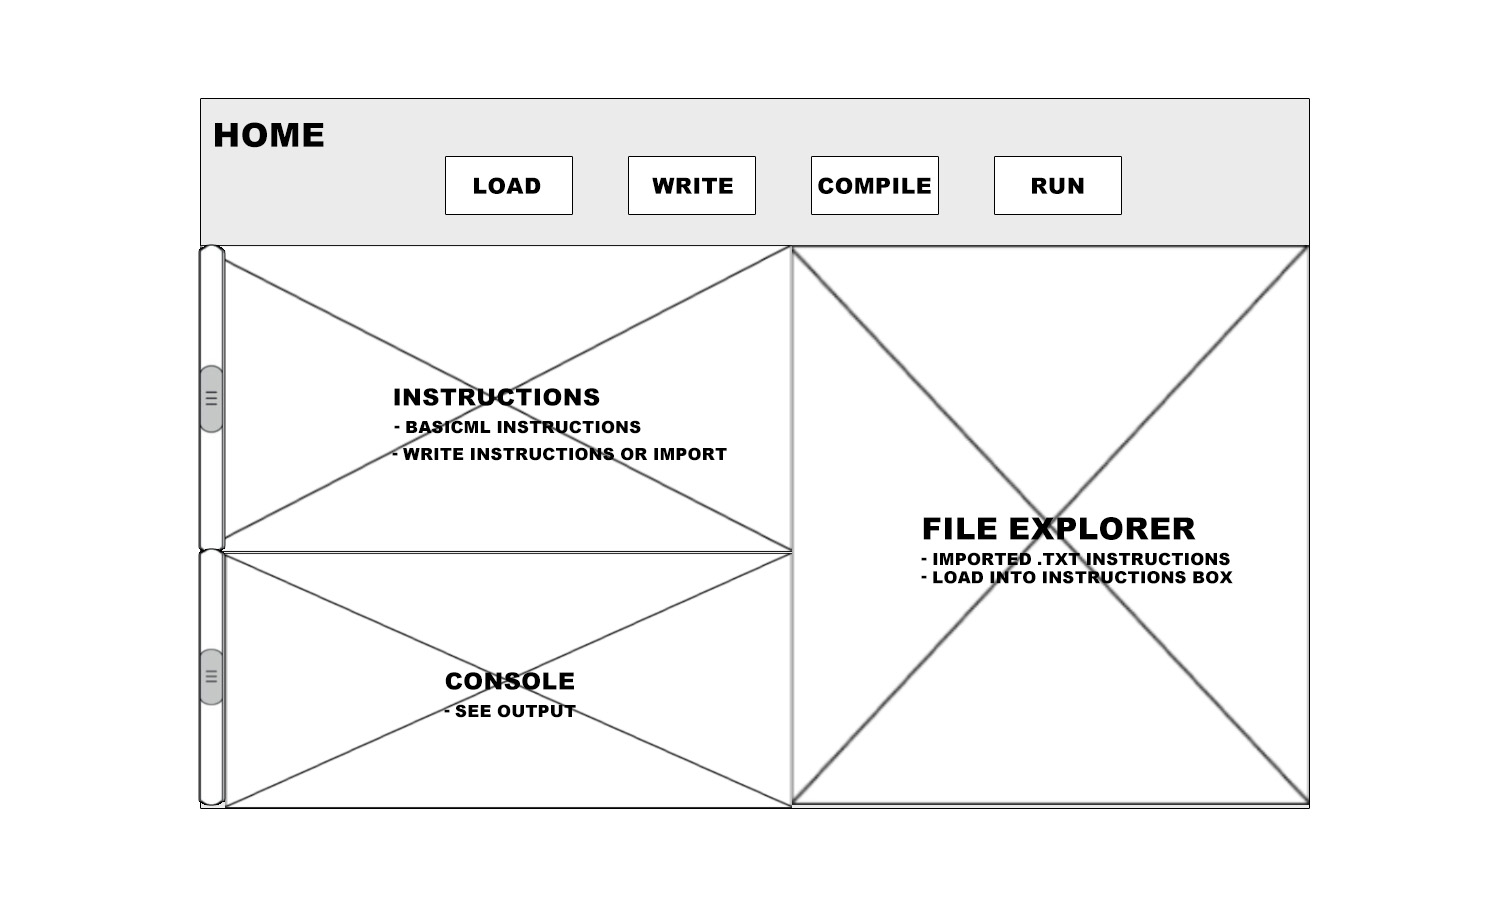 HOME
LOAD
WRITE
COMPILE
RUN
INSTRUCTIONS
- BASICML INSTRUCTIONS
- WRITE INSTRUCTIONS OR IMPORT
FILE EXPLORER
- IMPORTED .TXT INSTRUCTIONS
- LOAD INTO INSTRUCTIONS BOX
CONSOLE
- SEE OUTPUT